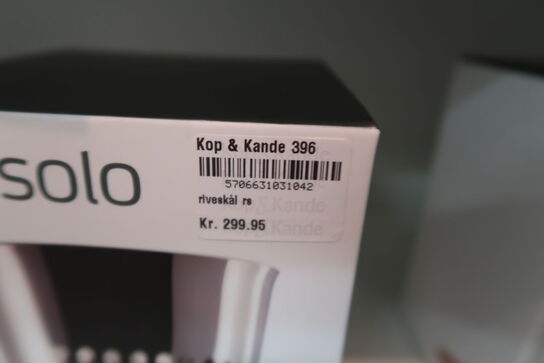 solo
Kop & Kande 396
5706631031042
riveskål rs
Kr. 299.95